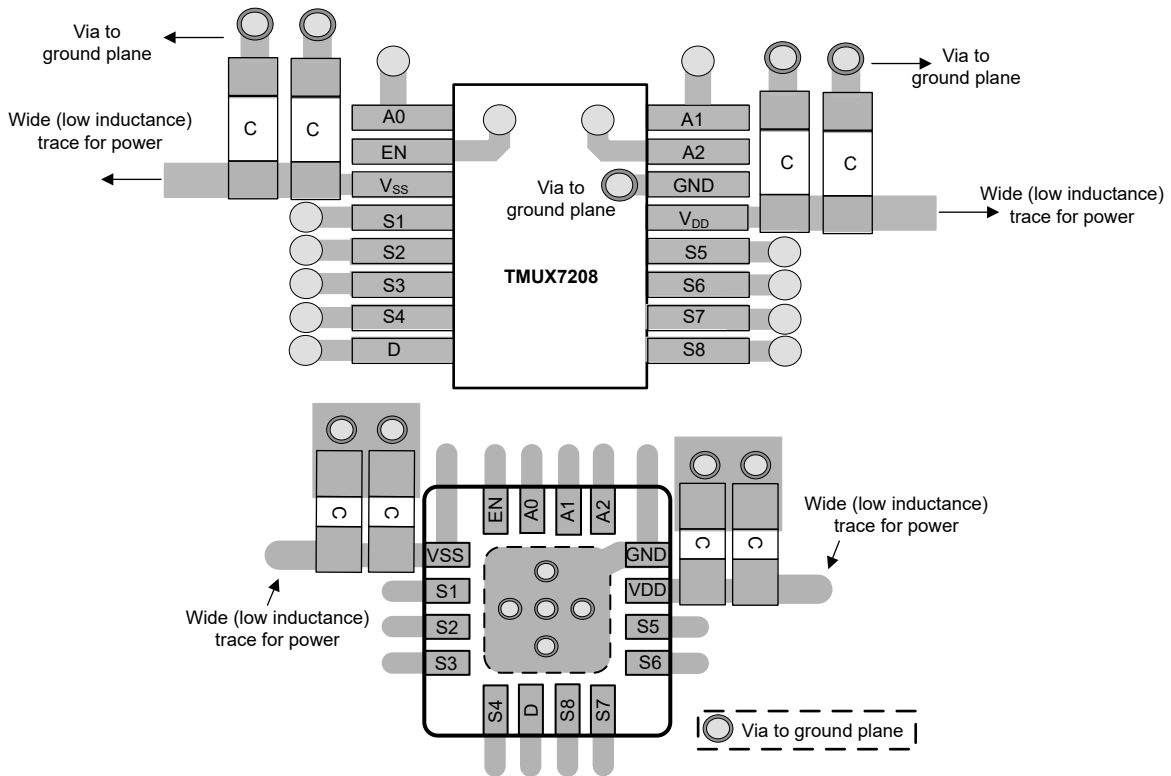 Via to
ground plane
C
C
Wide (low inductance)
trace for power
A0
EN
VSS
S1
S2
S3
S4
D
Via to
ground plane
TMUX7208
A1
A2
GND
VDD
S5
S6
S7
S8
C
C
Via to
ground plane
Wide (low inductance)
trace for power
C
C
Wide (low inductance)
trace for power
EN
A0
A1
A2
VSS
S1
S2
S3
GND
VDD
S5
S6
S4
D
S8
S7
C
C
Wide (low inductance)
trace for power
Via to ground plane